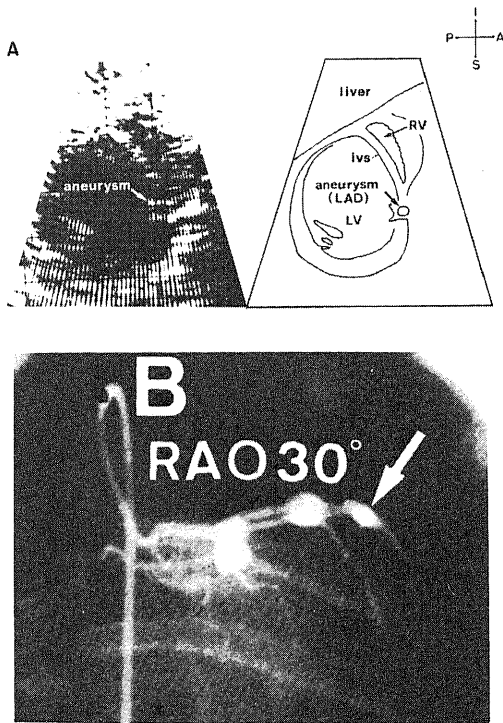 A
I
P A
S
liver
RV
ivs
aneurysm
aneurysm
(LAD)
LV
B
RAO 30°